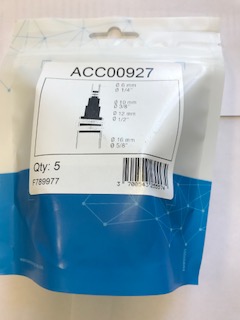 ACC00927
Ø 6 mm
Ø 1/4"
Ø 10 mm
Ø 3/8"
Ø 12 mm
Ø 1/2"
Ø 16 mm
Ø 5/8"
Qty: 5
F789977